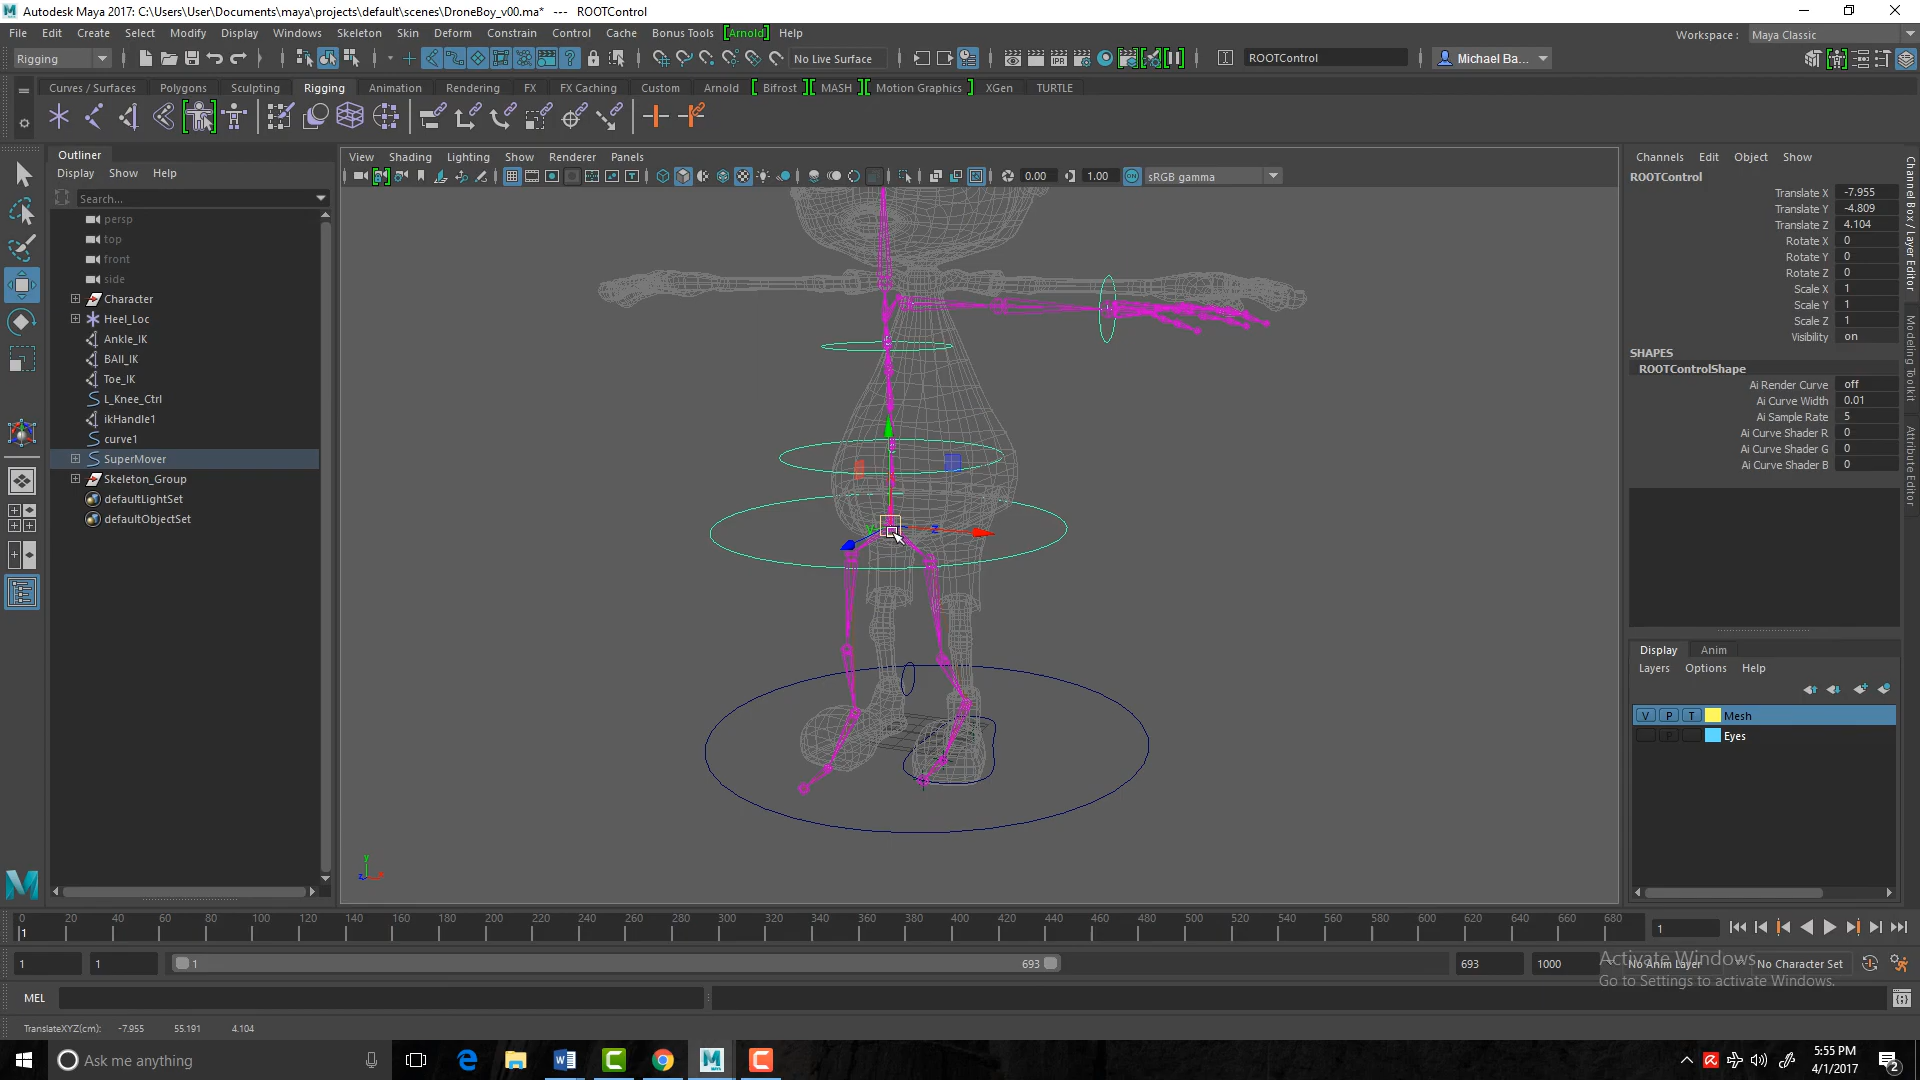 Autodesk Maya 2017: C:\Users\User\Documents\maya\projects\default\scenes\DroneBoy_v00.ma* --- ROOTControl
File Edit Create Select Modify Display Windows Skeleton Skin Deform Constrain Control Cache Bonus Tools [Arnold] Help
Workspace : Maya Classic
Rigging
No Live Surface
ROOTControl
Michael Ba...
Curves / Surfaces Polygons Sculpting Rigging Animation Rendering FX FX Caching Custom Arnold [ Bifrost ] [ MASH ] [ Motion Graphics ] XGen TURTLE
Outliner
Display Show Help
Search...
persp
top
front
side
Character
Heel_Loc
Ankle_IK
BAll_IK
Toe_IK
L_Knee_Ctrl
ikHandle1
curve1
SuperMover
Skeleton_Group
defaultLightSet
defaultObjectSet
View Shading Lighting Show Renderer Panels
0.00 1.00 ON sRGB gamma
Channels Edit Object Show
ROOTControl
Translate X -7.955
Translate Y -4.809
Translate Z 4.104
Rotate X 0
Rotate Y 0
Rotate Z 0
Scale X 1
Scale Y 1
Scale Z 1
Visibility on
SHAPES
ROOTControlShape
Ai Render Curve off
Ai Curve Width 0.01
Ai Sample Rate 5
Ai Curve Shader R 0
Ai Curve Shader G 0
Ai Curve Shader B 0
Channel Box / Layer Editor
Modeling Toolkit
Attribute Editor
Display Anim
Layers Options Help
V P T Mesh
P Eyes
0 20 40 60 80 100 120 140 160 180 200 220 240 260 280 300 320 340 360 380 400 420 440 460 480 500 520 540 560 580 600 620 640 660 680
1
1
1 1 1 693 693 1000 No Anim Layer No Character Set
Activate Windows
Go to Settings to activate Windows.
MEL
TranslateXYZ(cm): -7.955 55.191 4.104
Ask me anything
5:55 PM
4/1/2017
2